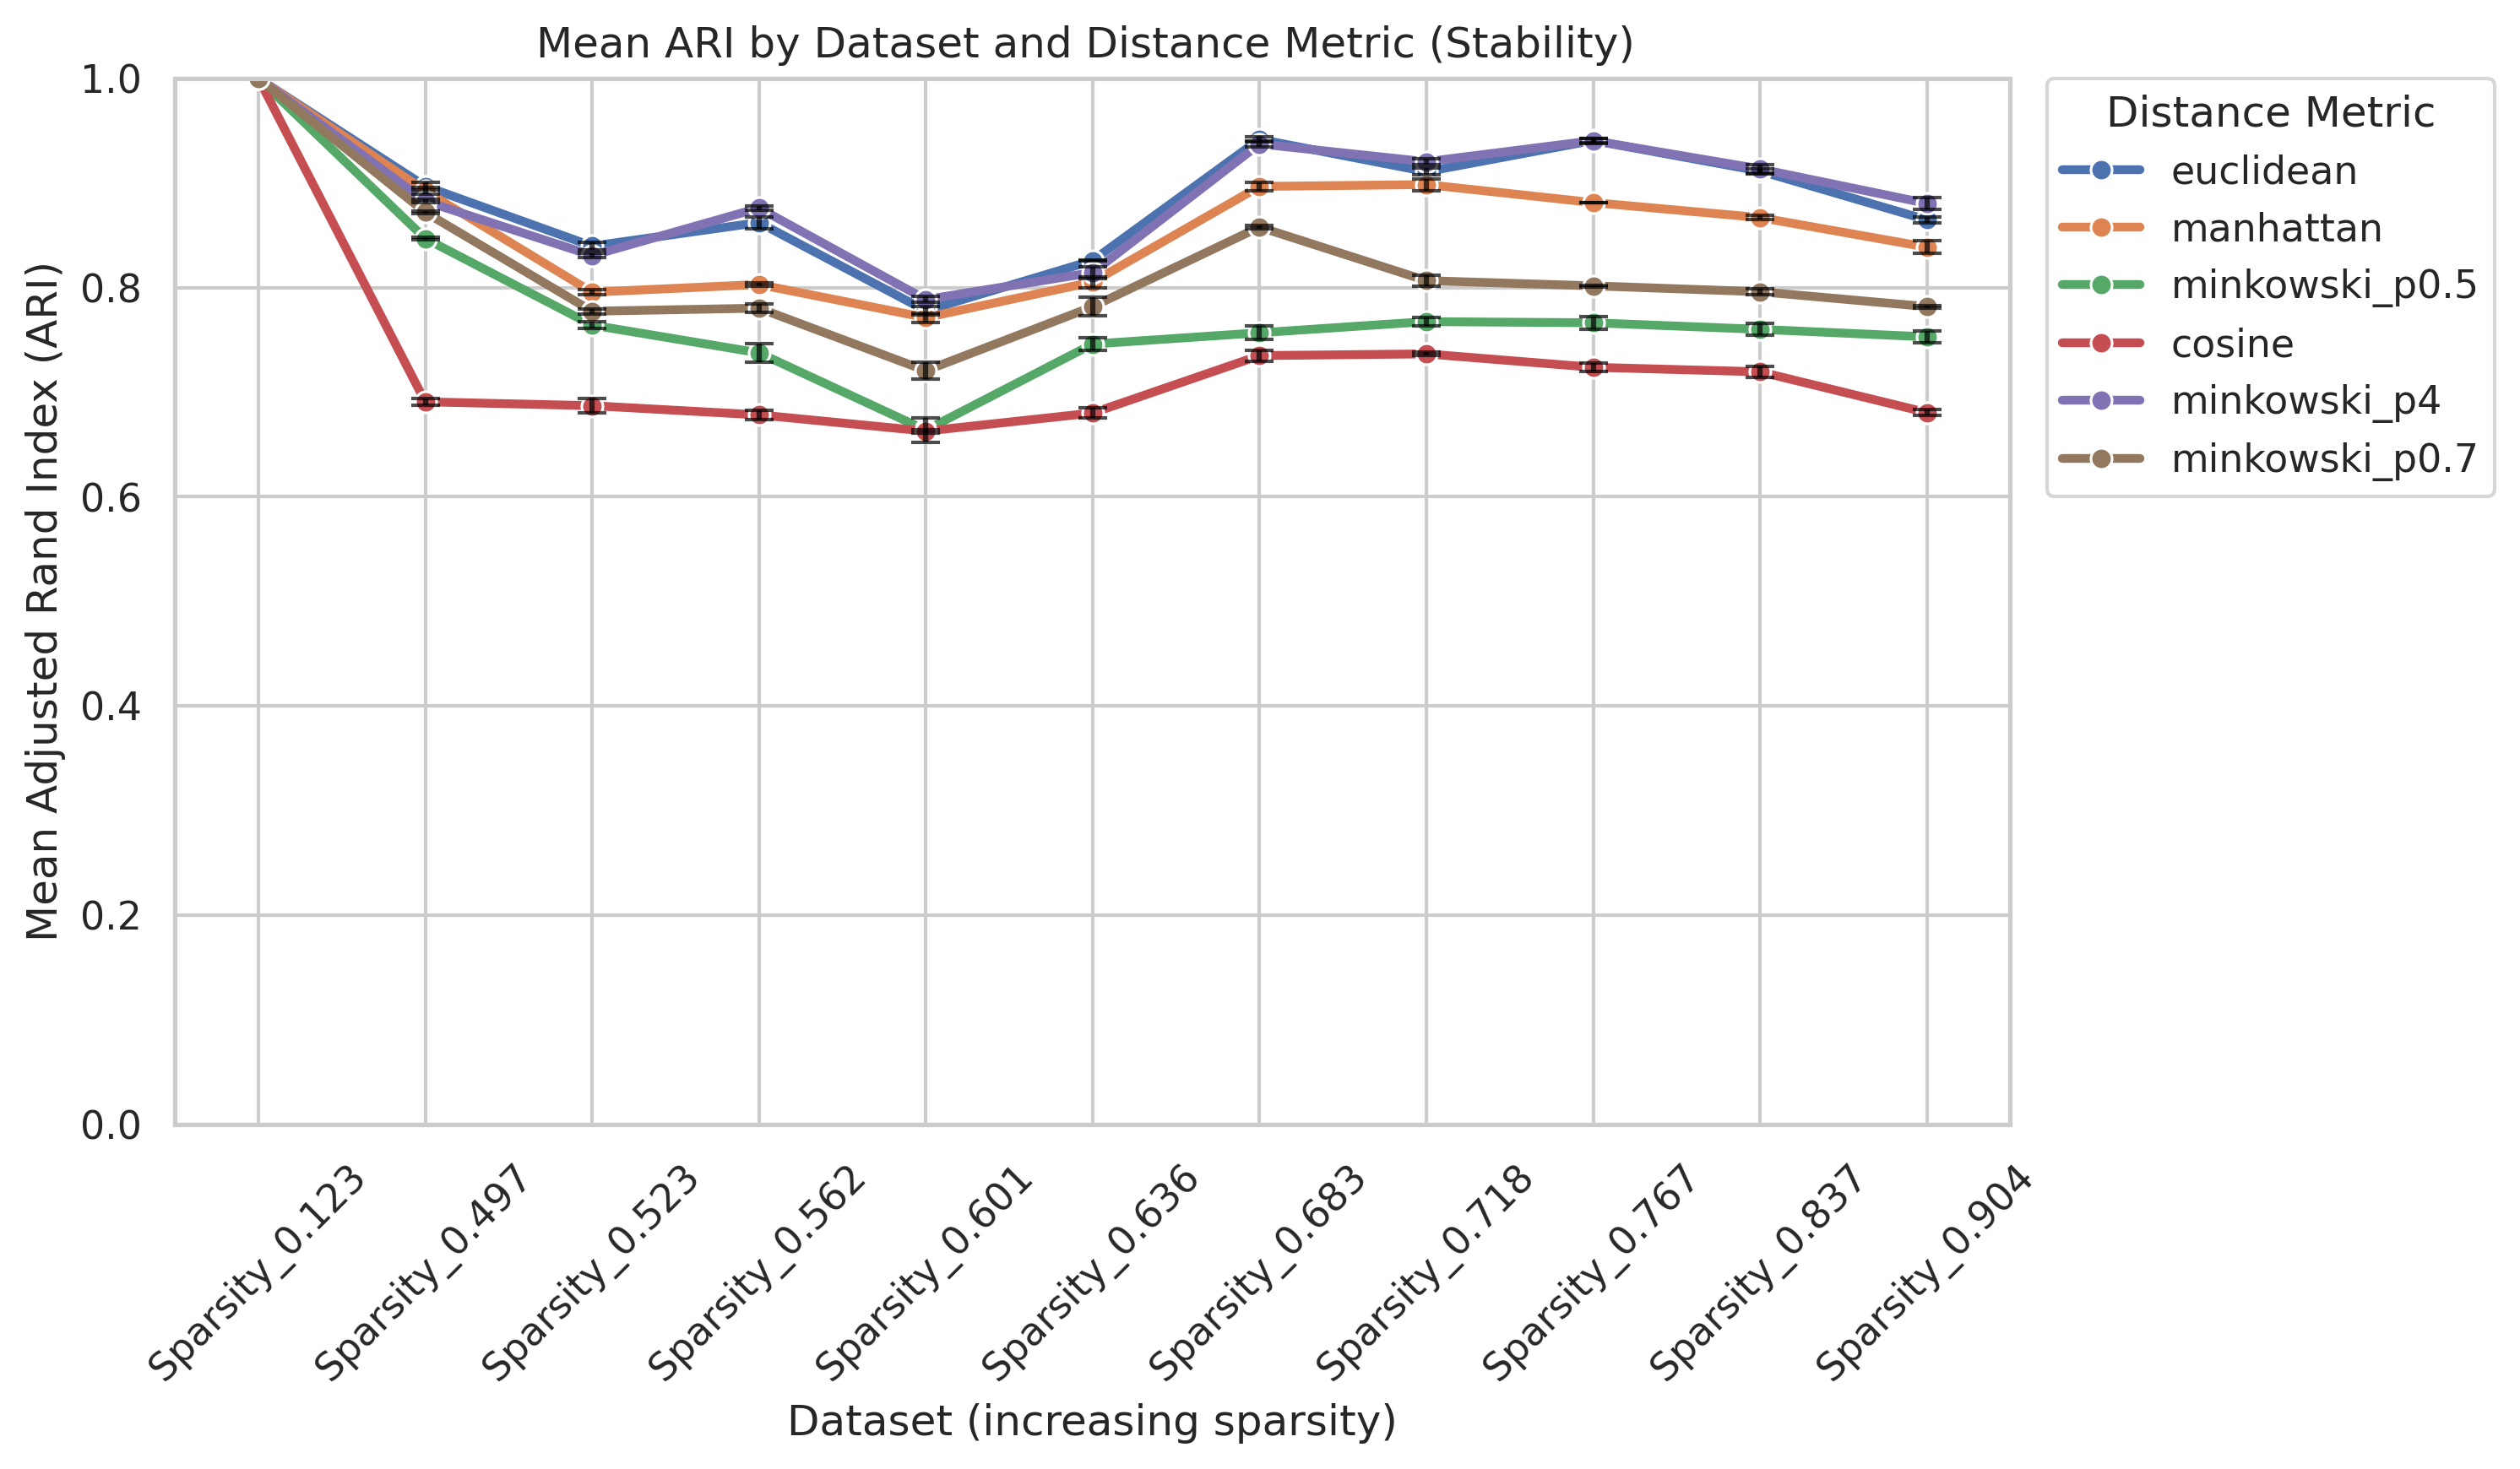 Mean ARI by Dataset and Distance Metric (Stability)
Mean Adjusted Rand Index (ARI)
1.0
0.8
0.6
0.4
0.2
0.0
Sparsity_0.123
Sparsity_0.497
Sparsity_0.523
Sparsity_0.562
Sparsity_0.601
Sparsity_0.636
Sparsity_0.683
Sparsity_0.718
Sparsity_0.767
Sparsity_0.837
Sparsity_0.904
Dataset (increasing sparsity)
Distance Metric
euclidean
manhattan
minkowski_p0.5
cosine
minkowski_p4
minkowski_p0.7